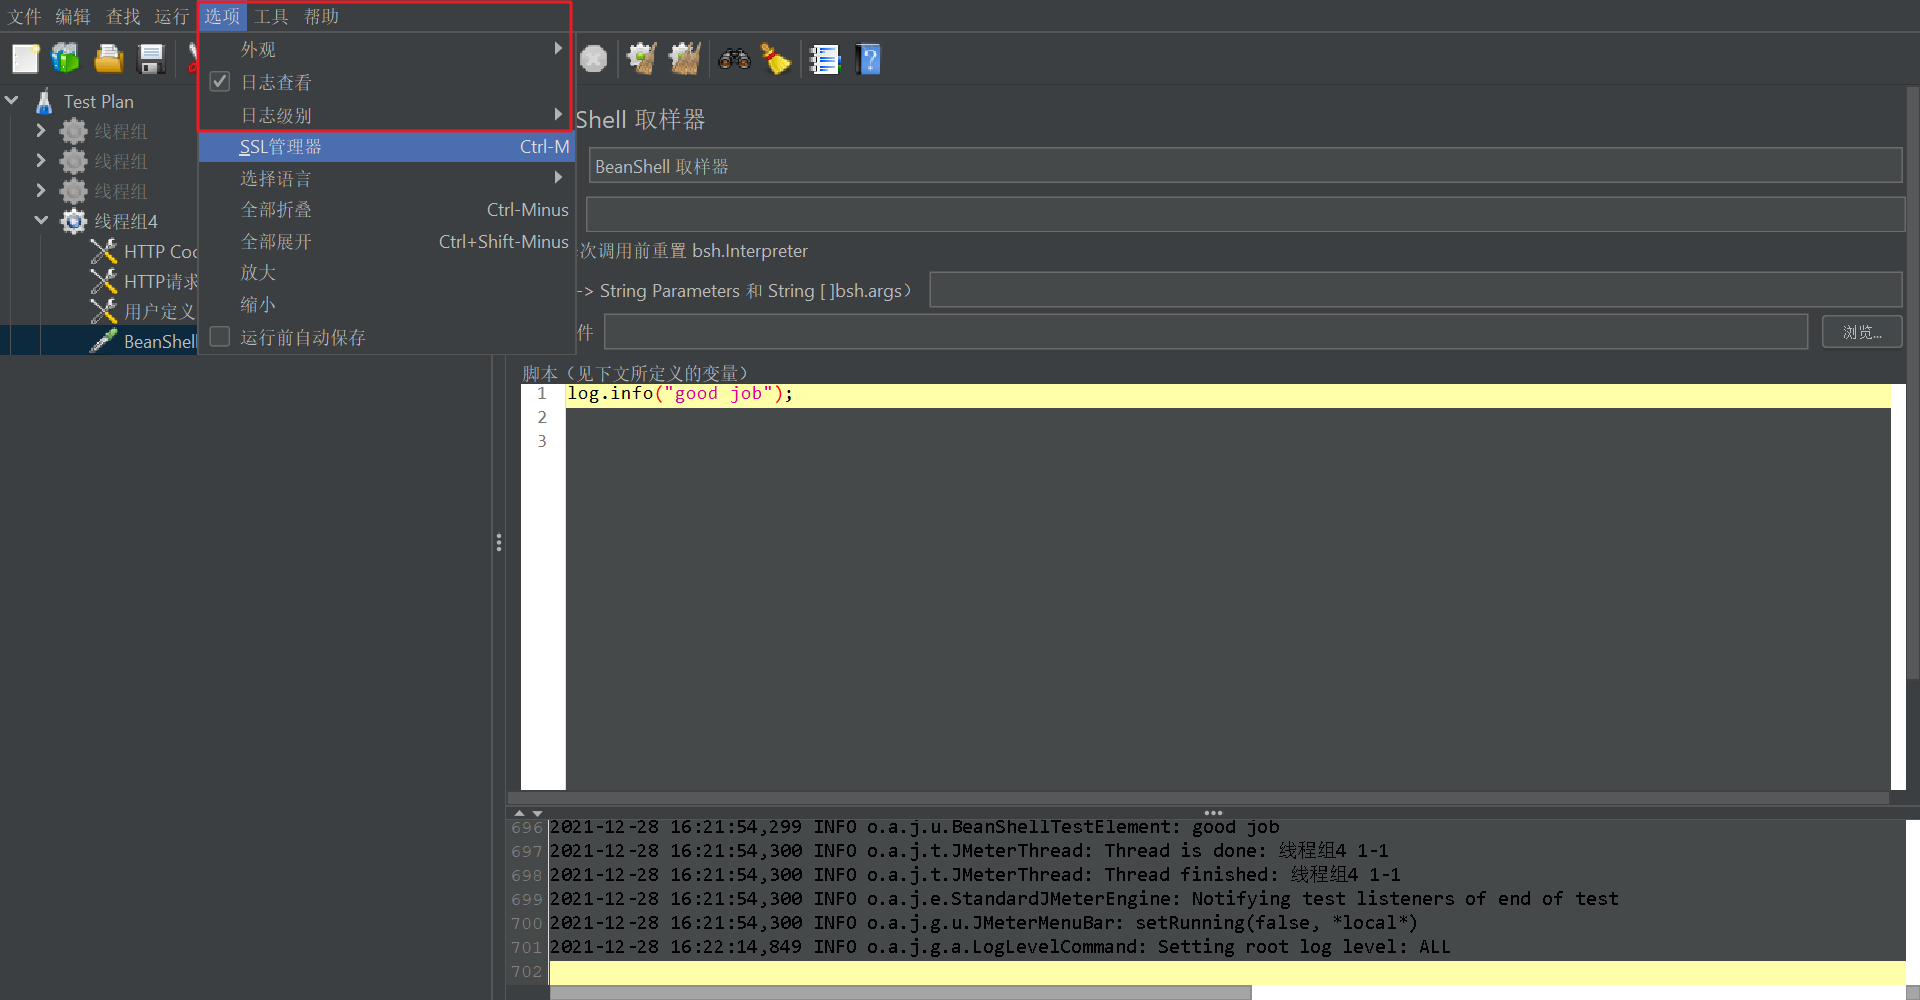 文件 编辑 查找 运行 选项 工具 帮助
外观
日志查看
日志级别
SSL管理器 Ctrl-M
选择语言
全部折叠 Ctrl-Minus
全部展开 Ctrl+Shift-Minus
放大
缩小
运行前自动保存
Test Plan
线程组
线程组
线程组
线程组4
HTTP Coo
HTTP请求
用户定义
BeanShell
Shell 取样器
BeanShell 取样器
次调用前重置 bsh.Interpreter
-> String Parameters 和 String [ ]bsh.args）
件
浏览...
脚本（见下文所定义的变量）
1 log.info("good job");
2
3
696 2021-12-28 16:21:54,299 INFO o.a.j.u.BeanShellTestElement: good job
697 2021-12-28 16:21:54,300 INFO o.a.j.t.JMeterThread: Thread is done: 线程组4 1-1
698 2021-12-28 16:21:54,300 INFO o.a.j.t.JMeterThread: Thread finished: 线程组4 1-1
699 2021-12-28 16:21:54,300 INFO o.a.j.e.StandardJMeterEngine: Notifying test listeners of end of test
700 2021-12-28 16:21:54,300 INFO o.a.j.g.u.JMeterMenuBar: setRunning(false, *local*)
701 2021-12-28 16:22:14,849 INFO o.a.j.g.a.LogLevelCommand: Setting root log level: ALL
702